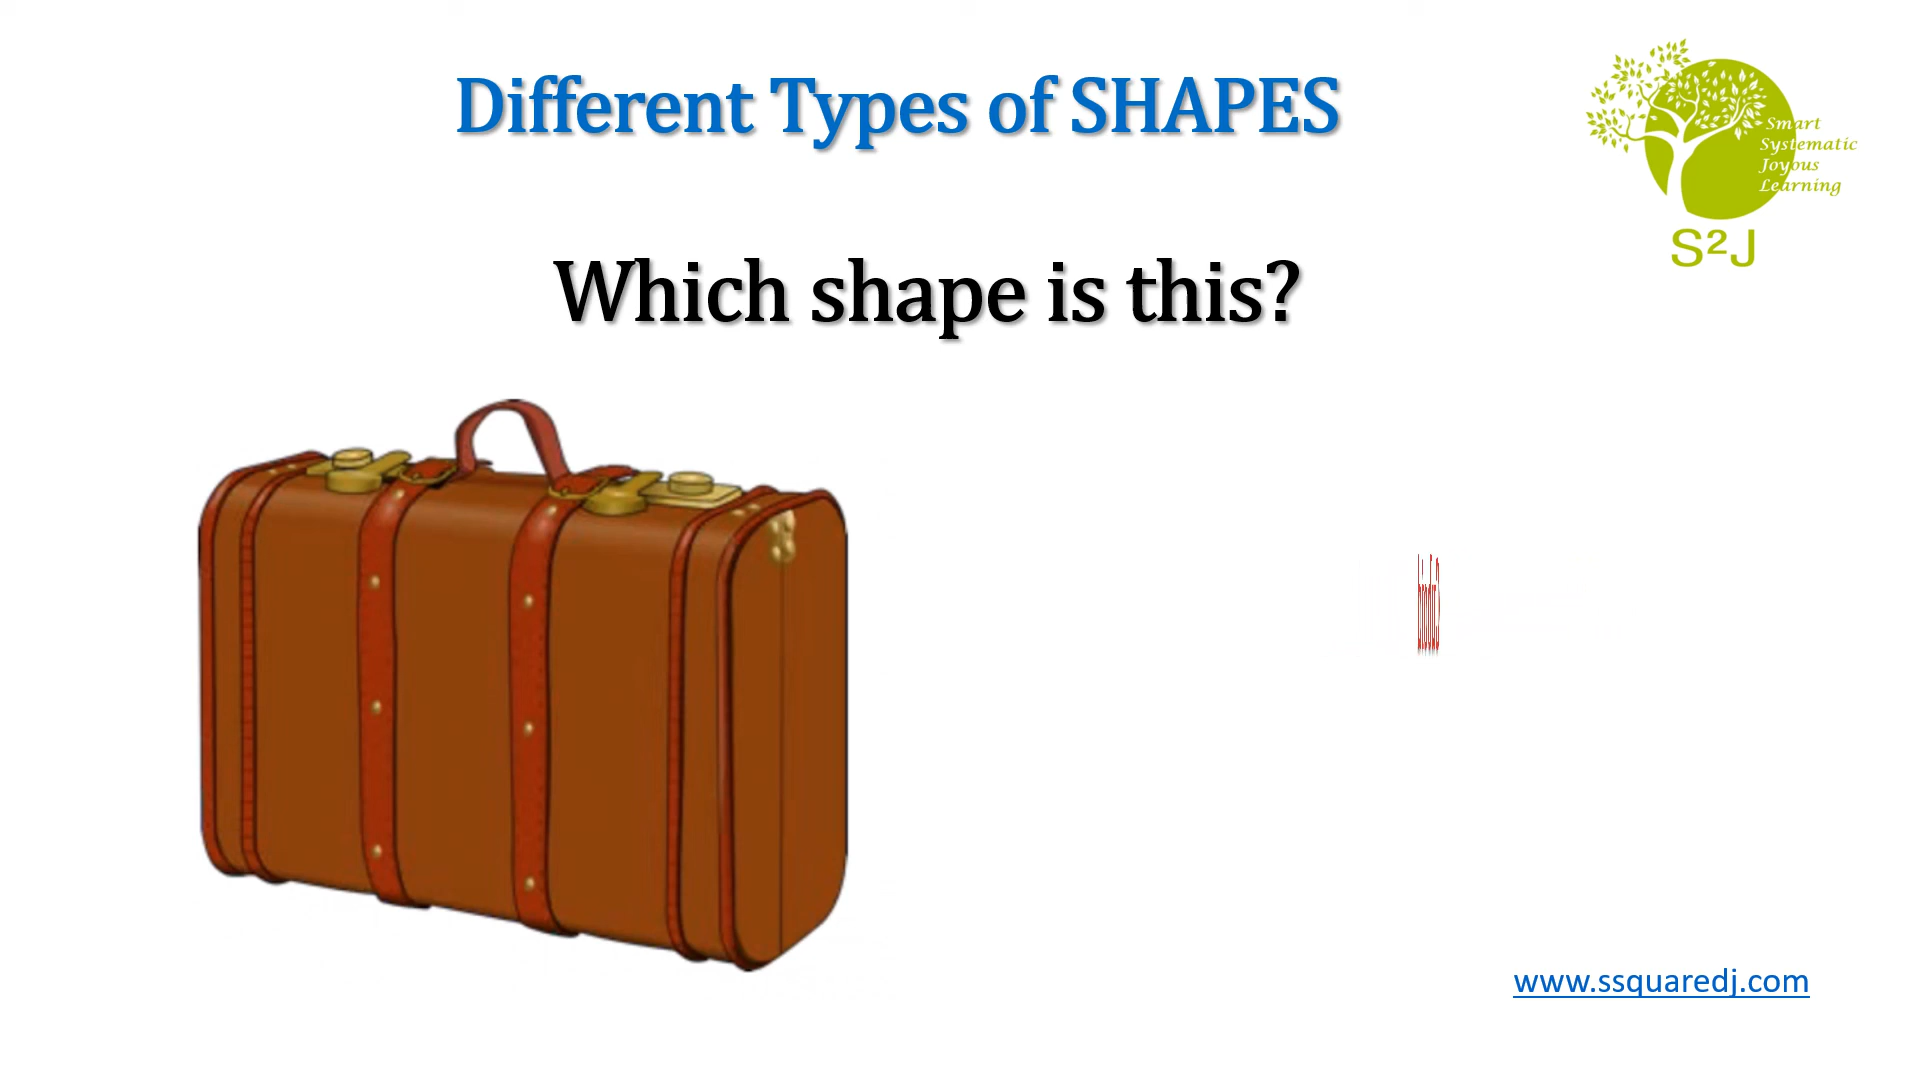 Different Types of SHAPES
Smart
Systematic
Joyous
Learning
S²J
Which shape is this?
www.ssquaredj.com